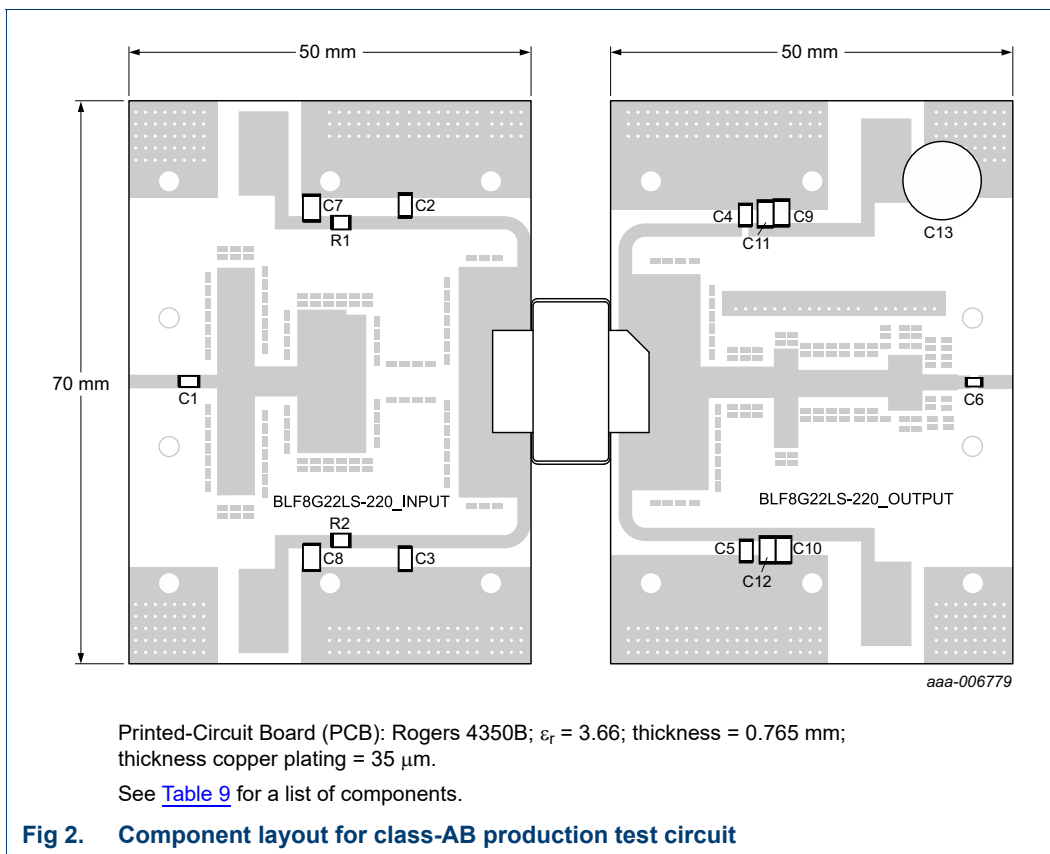 50 mm
50 mm
C7
C2
R1
C4
C9
C11
C13
70 mm
C1
C6
BLF8G22LS-220_INPUT
BLF8G22LS-220_OUTPUT
R2
C8
C3
C5
C10
C12
aaa-006779
Printed-Circuit Board (PCB): Rogers 4350B; εr = 3.66; thickness = 0.765 mm;
thickness copper plating = 35 μm.
See Table 9 for a list of components.
Fig 2. Component layout for class-AB production test circuit